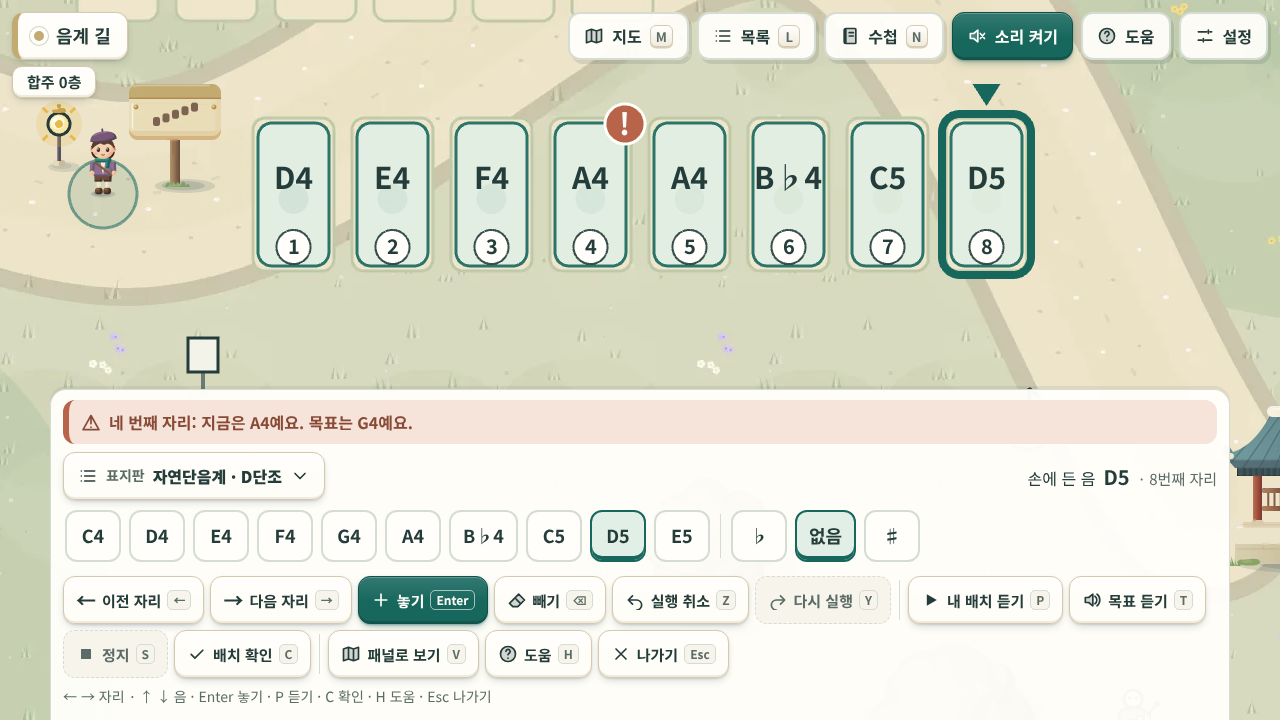 음계 길
지도 M
목록 L
수첩 N
소리 켜기
도움
설정
합주 0층
D4 E4 F4 A4 A4 B♭4 C5 D5
1 2 3 4 5 6 7 8
!
네 번째 자리: 지금은 A4예요. 목표는 G4예요.
표지판 자연단음계 · D단조
손에 든 음 D5 · 8번째 자리
C4 D4 E4 F4 G4 A4 B♭4 C5 D5 E5 ♭ 없음 ♯
← 이전 자리 ← → 다음 자리 → + 놓기 Enter 빼기 ⌫ 실행 취소 Z 다시 실행 Y 내 배치 듣기 P 목표 듣기 T
정지 S 배치 확인 C 패널로 보기 V 도움 H 나가기 Esc
← → 자리 · ↑ ↓ 음 · Enter 놓기 · P 듣기 · C 확인 · H 도움 · Esc 나가기